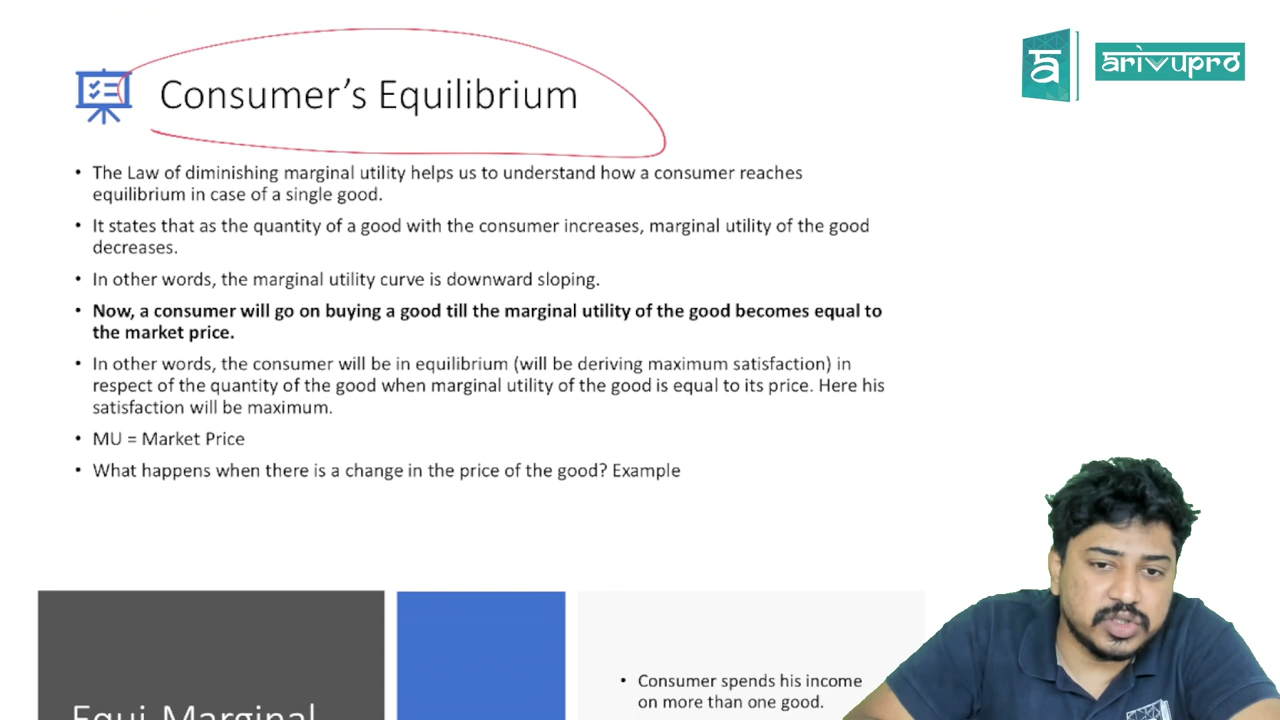 Consumer’s Equilibrium
arivupro
• The Law of diminishing marginal utility helps us to understand how a consumer reaches
equilibrium in case of a single good.
• It states that as the quantity of a good with the consumer increases, marginal utility of the good
decreases.
• In other words, the marginal utility curve is downward sloping.
• Now, a consumer will go on buying a good till the marginal utility of the good becomes equal to
the market price.
• In other words, the consumer will be in equilibrium (will be deriving maximum satisfaction) in
respect of the quantity of the good when marginal utility of the good is equal to its price. Here his
satisfaction will be maximum.
• MU = Market Price
• What happens when there is a change in the price of the good? Example
Equi-Marginal
• Consumer spends his income
on more than one good.